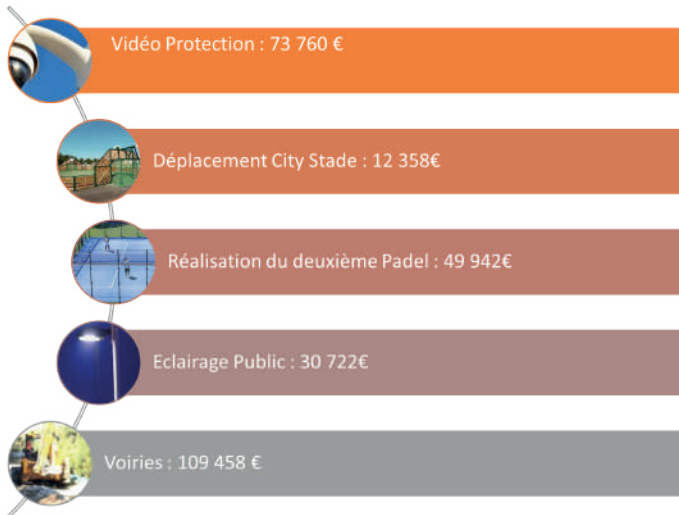 Vidéo Protection : 73 760 €
Déplacement City Stade : 12 358€
Réalisation du deuxième Padel : 49 942€
Eclairage Public : 30 722€
Voiries : 109 458 €